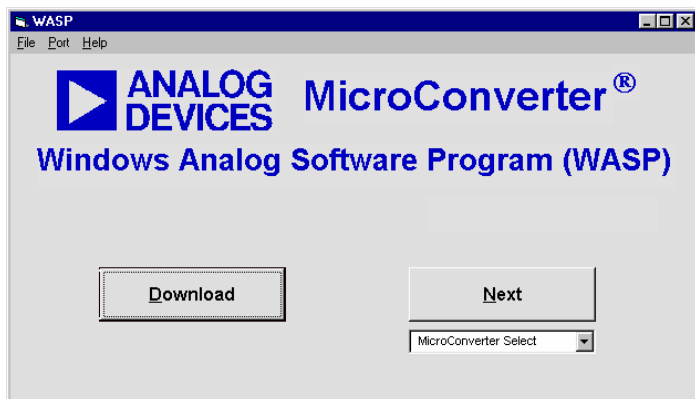 WASP
File Port Help
ANALOG
DEVICES
MicroConverter®
Windows Analog Software Program (WASP)
Download
Next
MicroConverter Select